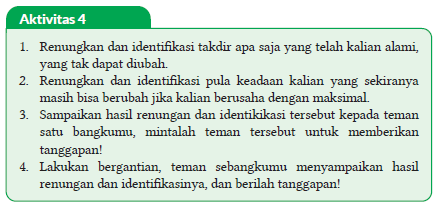 Aktivitas 4
1. Renungkan dan identifikasi takdir apa saja yang telah kalian alami,
yang tak dapat diubah.
2. Renungkan dan identifikasi pula keadaan kalian yang sekiranya
masih bisa berubah jika kalian berusaha dengan maksimal.
3. Sampaikan hasil renungan dan identikikasi tersebut kepada teman
satu bangkumu, mintalah teman tersebut untuk memberikan
tanggapan!
4. Lakukan bergantian, teman sebangkumu menyampaikan hasil
renungan dan identifikasinya, dan berilah tanggapan!